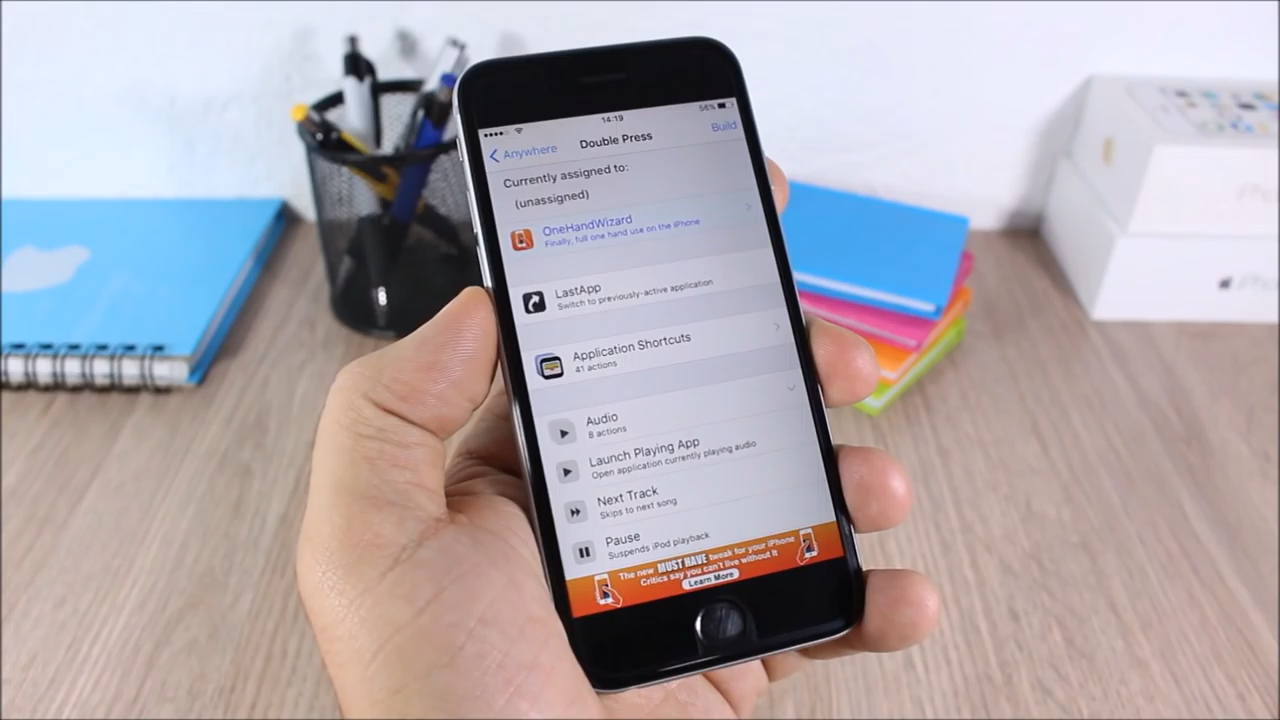 14:19
56%
Anywhere
Double Press
Build
Currently assigned to:
(unassigned)
OneHandWizard
Finally, full one hand use on the iPhone
LastApp
Switch to previously-active application
Application Shortcuts
41 actions
Audio
8 actions
Launch Playing App
Open application currently playing audio
Next Track
Skips to next song
Pause
Suspends iPod playback
The new MUST HAVE tweak for your iPhone
Critics say you can't live without it
Learn More